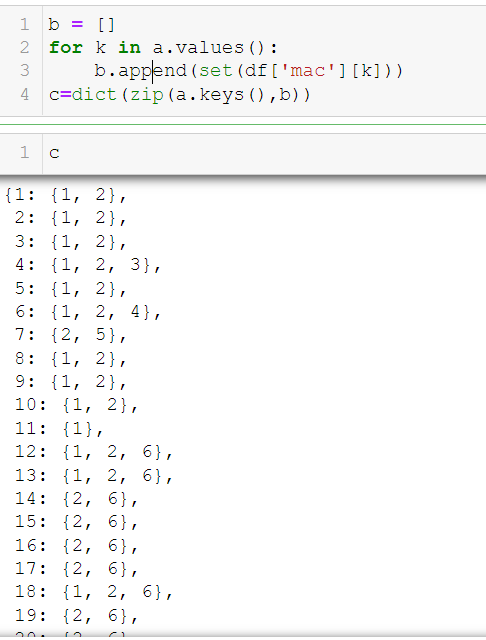 1 b = []
2 for k in a.values():
3     b.append(set(df['mac'][k]))
4 c=dict(zip(a.keys(),b))
1 c
{1: {1, 2},
 2: {1, 2},
 3: {1, 2},
 4: {1, 2, 3},
 5: {1, 2},
 6: {1, 2, 4},
 7: {2, 5},
 8: {1, 2},
 9: {1, 2},
 10: {1, 2},
 11: {1},
 12: {1, 2, 6},
 13: {1, 2, 6},
 14: {2, 6},
 15: {2, 6},
 16: {2, 6},
 17: {2, 6},
 18: {1, 2, 6},
 19: {2, 6},